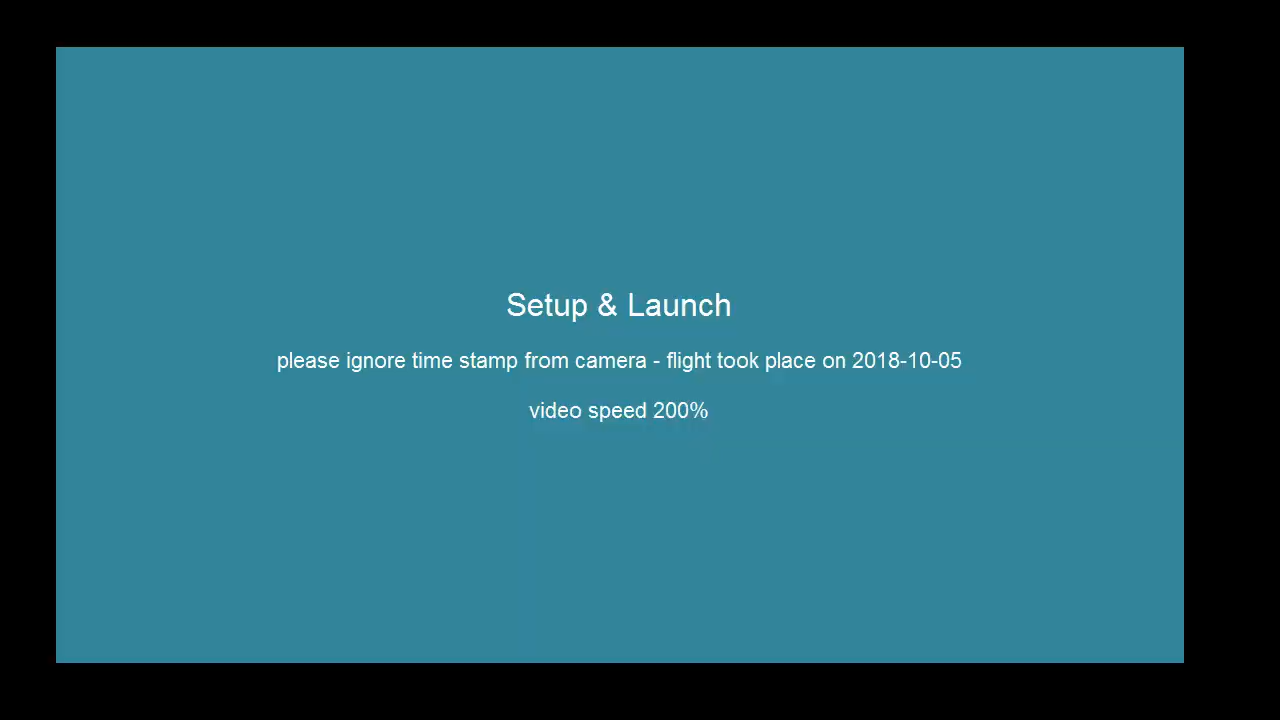 Setup & Launch
please ignore time stamp from camera - flight took place on 2018-10-05
video speed 200%